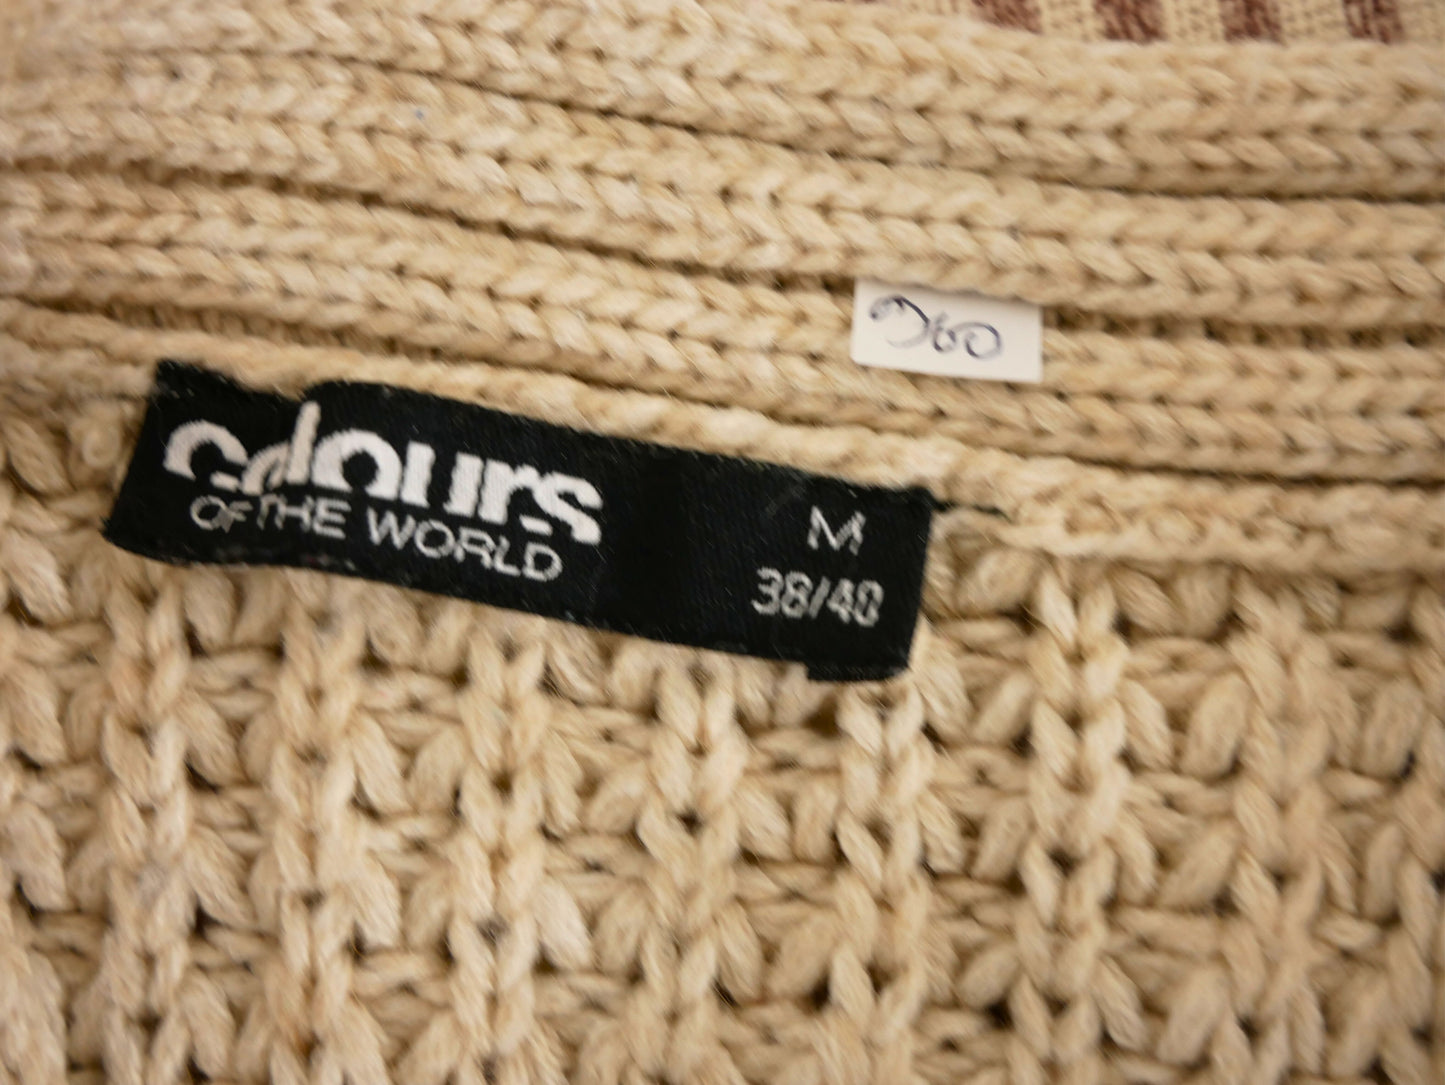 colours
OF THE WORLD
M
38/40